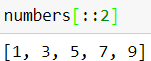 numbers[::2]
[1, 3, 5, 7, 9]